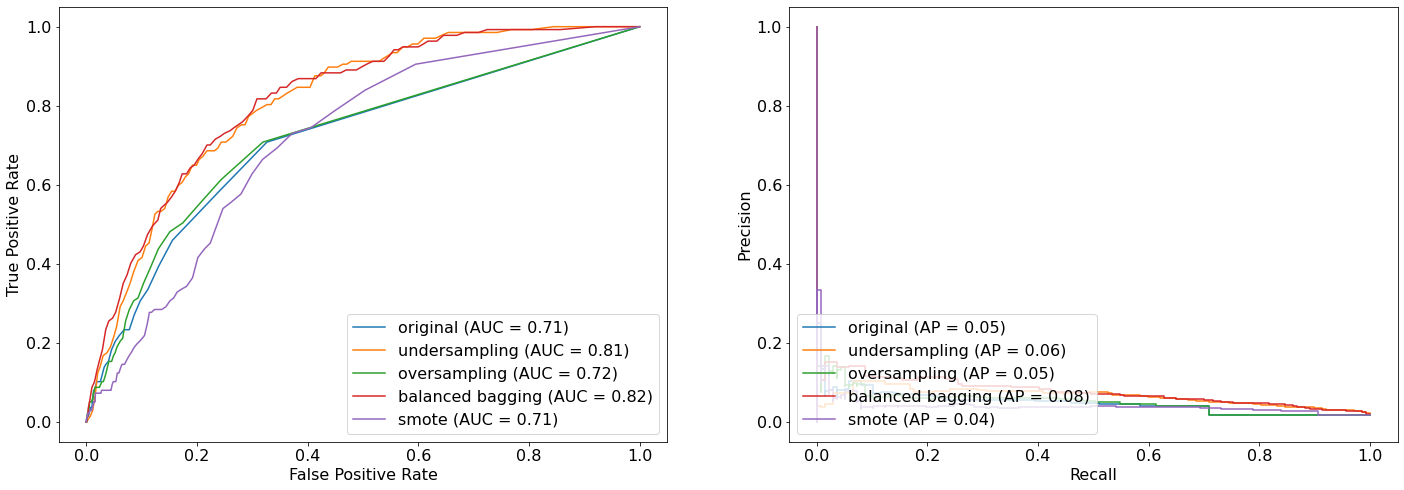 1.0
0.8
0.6
0.4
0.2
0.0
True Positive Rate
0.0 0.2 0.4 0.6 0.8 1.0
False Positive Rate
original (AUC = 0.71)
undersampling (AUC = 0.81)
oversampling (AUC = 0.72)
balanced bagging (AUC = 0.82)
smote (AUC = 0.71)
1.0
0.8
0.6
0.4
0.2
0.0
Precision
0.0 0.2 0.4 0.6 0.8 1.0
Recall
original (AP = 0.05)
undersampling (AP = 0.06)
oversampling (AP = 0.05)
balanced bagging (AP = 0.08)
smote (AP = 0.04)